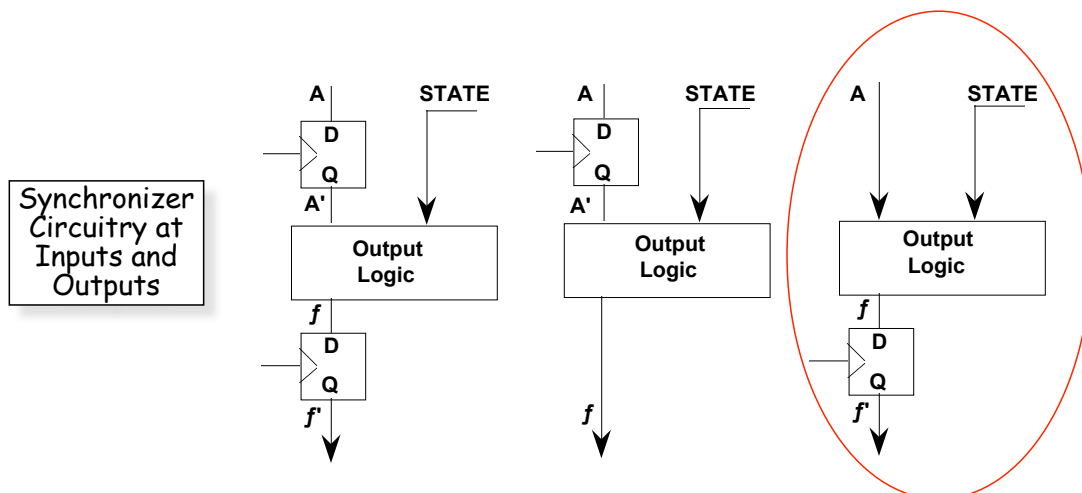 Synchronizer
Circuitry at
Inputs and
Outputs
A
STATE
D
Q
A'
Output
Logic
f
D
Q
f'
A
STATE
D
Q
A'
Output
Logic
f
A
STATE
Output
Logic
f
D
Q
f'